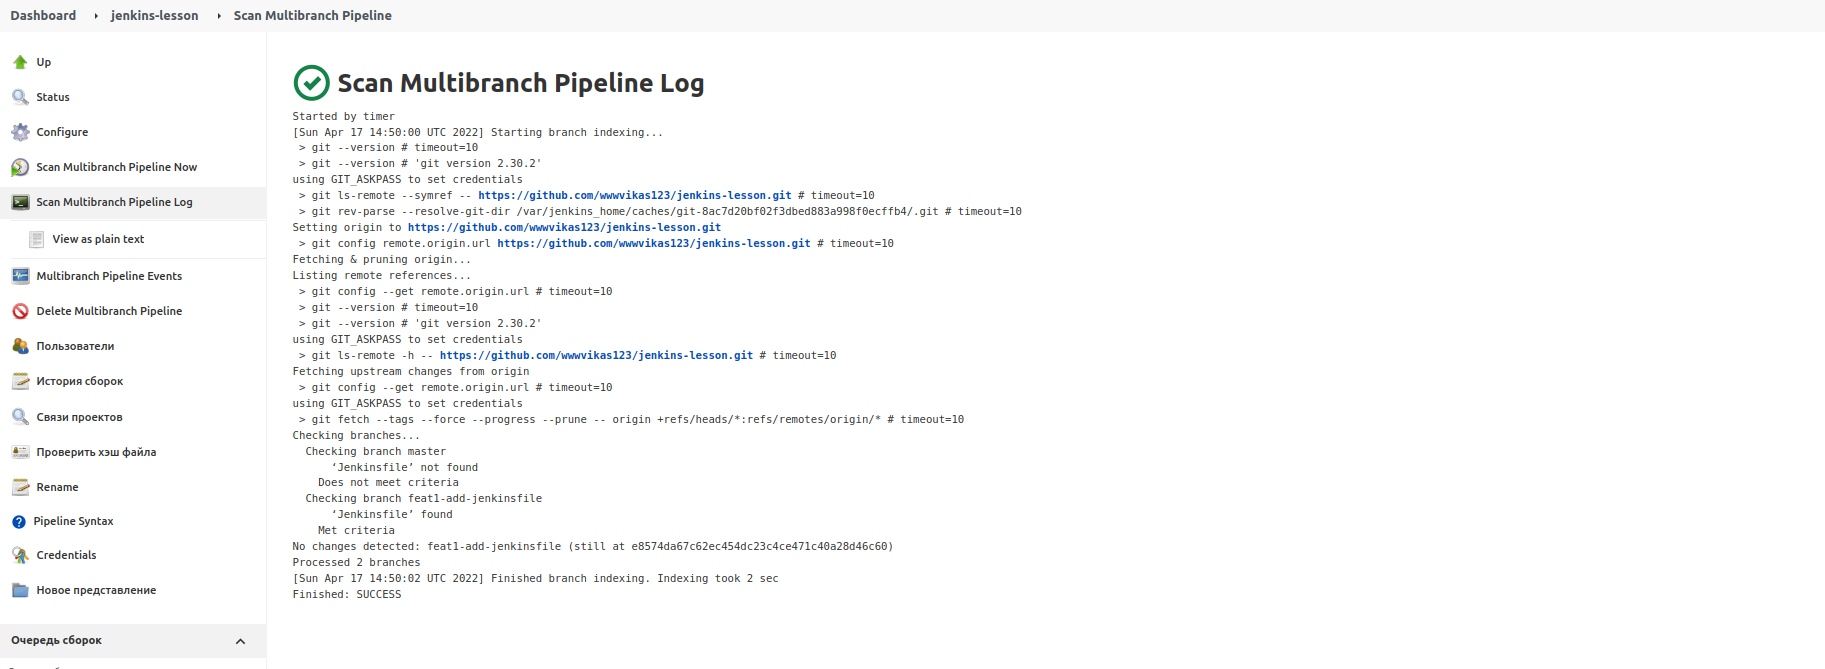 Dashboard jenkins-lesson Scan Multibranch Pipeline
Up
Status
Configure
Scan Multibranch Pipeline Now
Scan Multibranch Pipeline Log
View as plain text
Multibranch Pipeline Events
Delete Multibranch Pipeline
Пользователи
История сборок
Связи проектов
Проверить хэш файла
Rename
Pipeline Syntax
Credentials
Новое представление
Очередь сборок
Scan Multibranch Pipeline Log
Started by timer
[Sun Apr 17 14:50:00 UTC 2022] Starting branch indexing...
> git --version # timeout=10
> git --version # 'git version 2.30.2'
using GIT_ASKPASS to set credentials
> git ls-remote --symref -- https://github.com/wwwvikas123/jenkins-lesson.git # timeout=10
> git rev-parse --resolve-git-dir /var/jenkins_home/caches/git-8ac7d20bf02f3dbed883a998f0ecffb4/.git # timeout=10
Setting origin to https://github.com/wwwvikas123/jenkins-lesson.git
> git config remote.origin.url https://github.com/wwwvikas123/jenkins-lesson.git # timeout=10
Fetching & pruning origin...
Listing remote references...
> git config --get remote.origin.url # timeout=10
> git --version # timeout=10
> git --version # 'git version 2.30.2'
using GIT_ASKPASS to set credentials
> git ls-remote -h -- https://github.com/wwwvikas123/jenkins-lesson.git # timeout=10
Fetching upstream changes from origin
> git config --get remote.origin.url # timeout=10
using GIT_ASKPASS to set credentials
> git fetch --tags --force --progress --prune -- origin +refs/heads/*:refs/remotes/origin/* # timeout=10
Checking branches...
Checking branch master
‘Jenkinsfile’ not found
Does not meet criteria
Checking branch feat1-add-jenkinsfile
‘Jenkinsfile’ found
Met criteria
No changes detected: feat1-add-jenkinsfile (still at e8574da67c62ec454dc23c4ce471c40a28d46c60)
Processed 2 branches
[Sun Apr 17 14:50:02 UTC 2022] Finished branch indexing. Indexing took 2 sec
Finished: SUCCESS